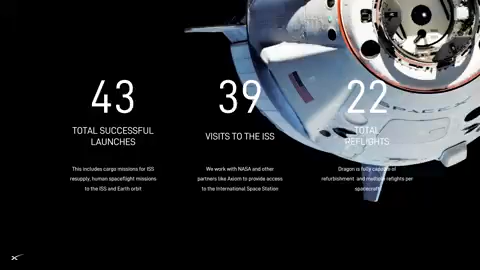 43
TOTAL SUCCESSFUL
LAUNCHES
This includes cargo missions for ISS
resupply, human spaceflight missions
to the ISS and Earth orbit
39
VISITS TO THE ISS
We work with NASA and other
partners like Axiom to provide access
to the International Space Station
22
TOTAL
REFLIGHTS
Dragon is fully capable of
refurbishment and multiple reflights per
spacecraft
SPACEX